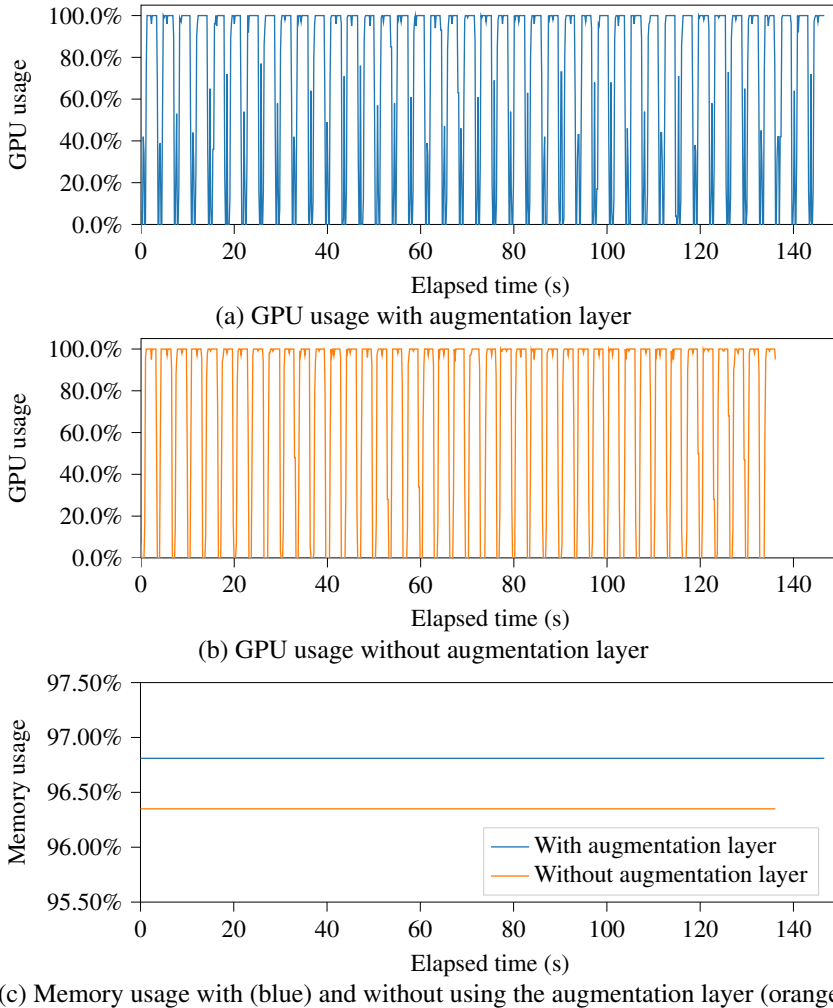 100.0%
80.0%
60.0%
40.0%
20.0%
0.0%
GPU usage
0 20 40 60 80 100 120 140
Elapsed time (s)
(a) GPU usage with augmentation layer
100.0%
80.0%
60.0%
40.0%
20.0%
0.0%
GPU usage
0 20 40 60 80 100 120 140
Elapsed time (s)
(b) GPU usage without augmentation layer
97.50%
97.00%
96.50%
96.00%
95.50%
Memory usage
With augmentation layer
Without augmentation layer
0 20 40 60 80 100 120 140
Elapsed time (s)
(c) Memory usage with (blue) and without using the augmentation layer (orange